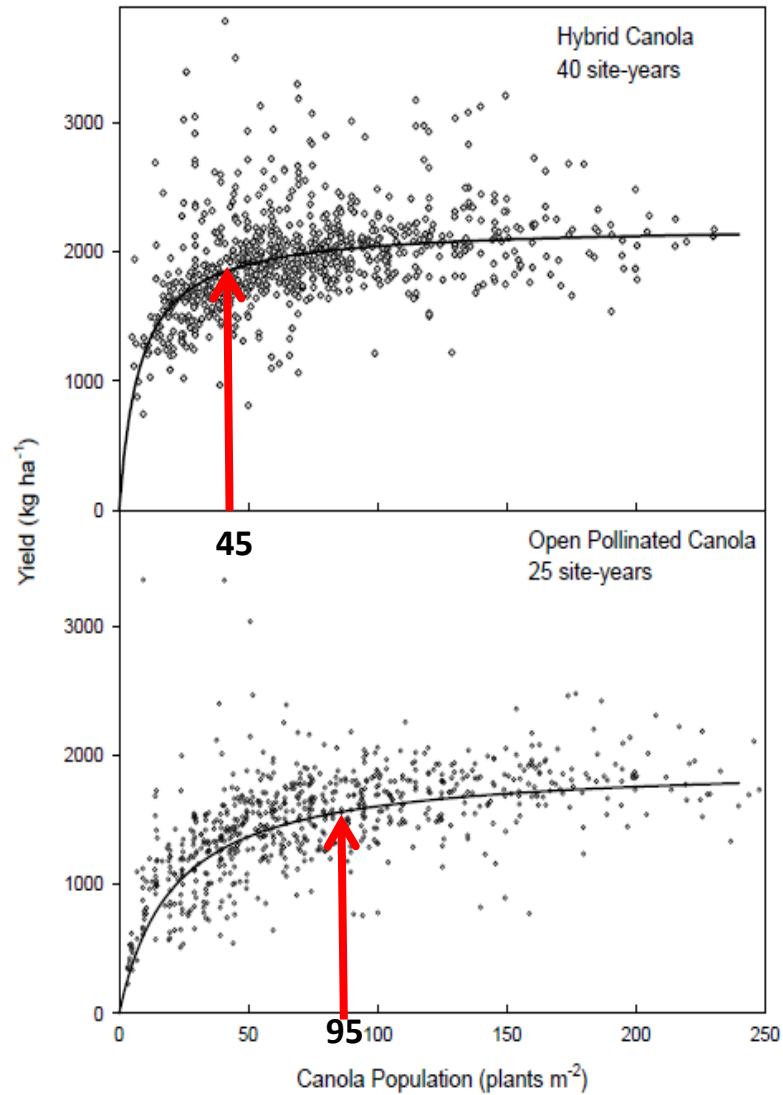 Hybrid Canola
40 site-years
3000
2000
1000
0
45
Yield (kg ha⁻¹)
Open Pollinated Canola
25 site-years
3000
2000
1000
0
95
0 50 100 150 200 250
Canola Population (plants m⁻²)